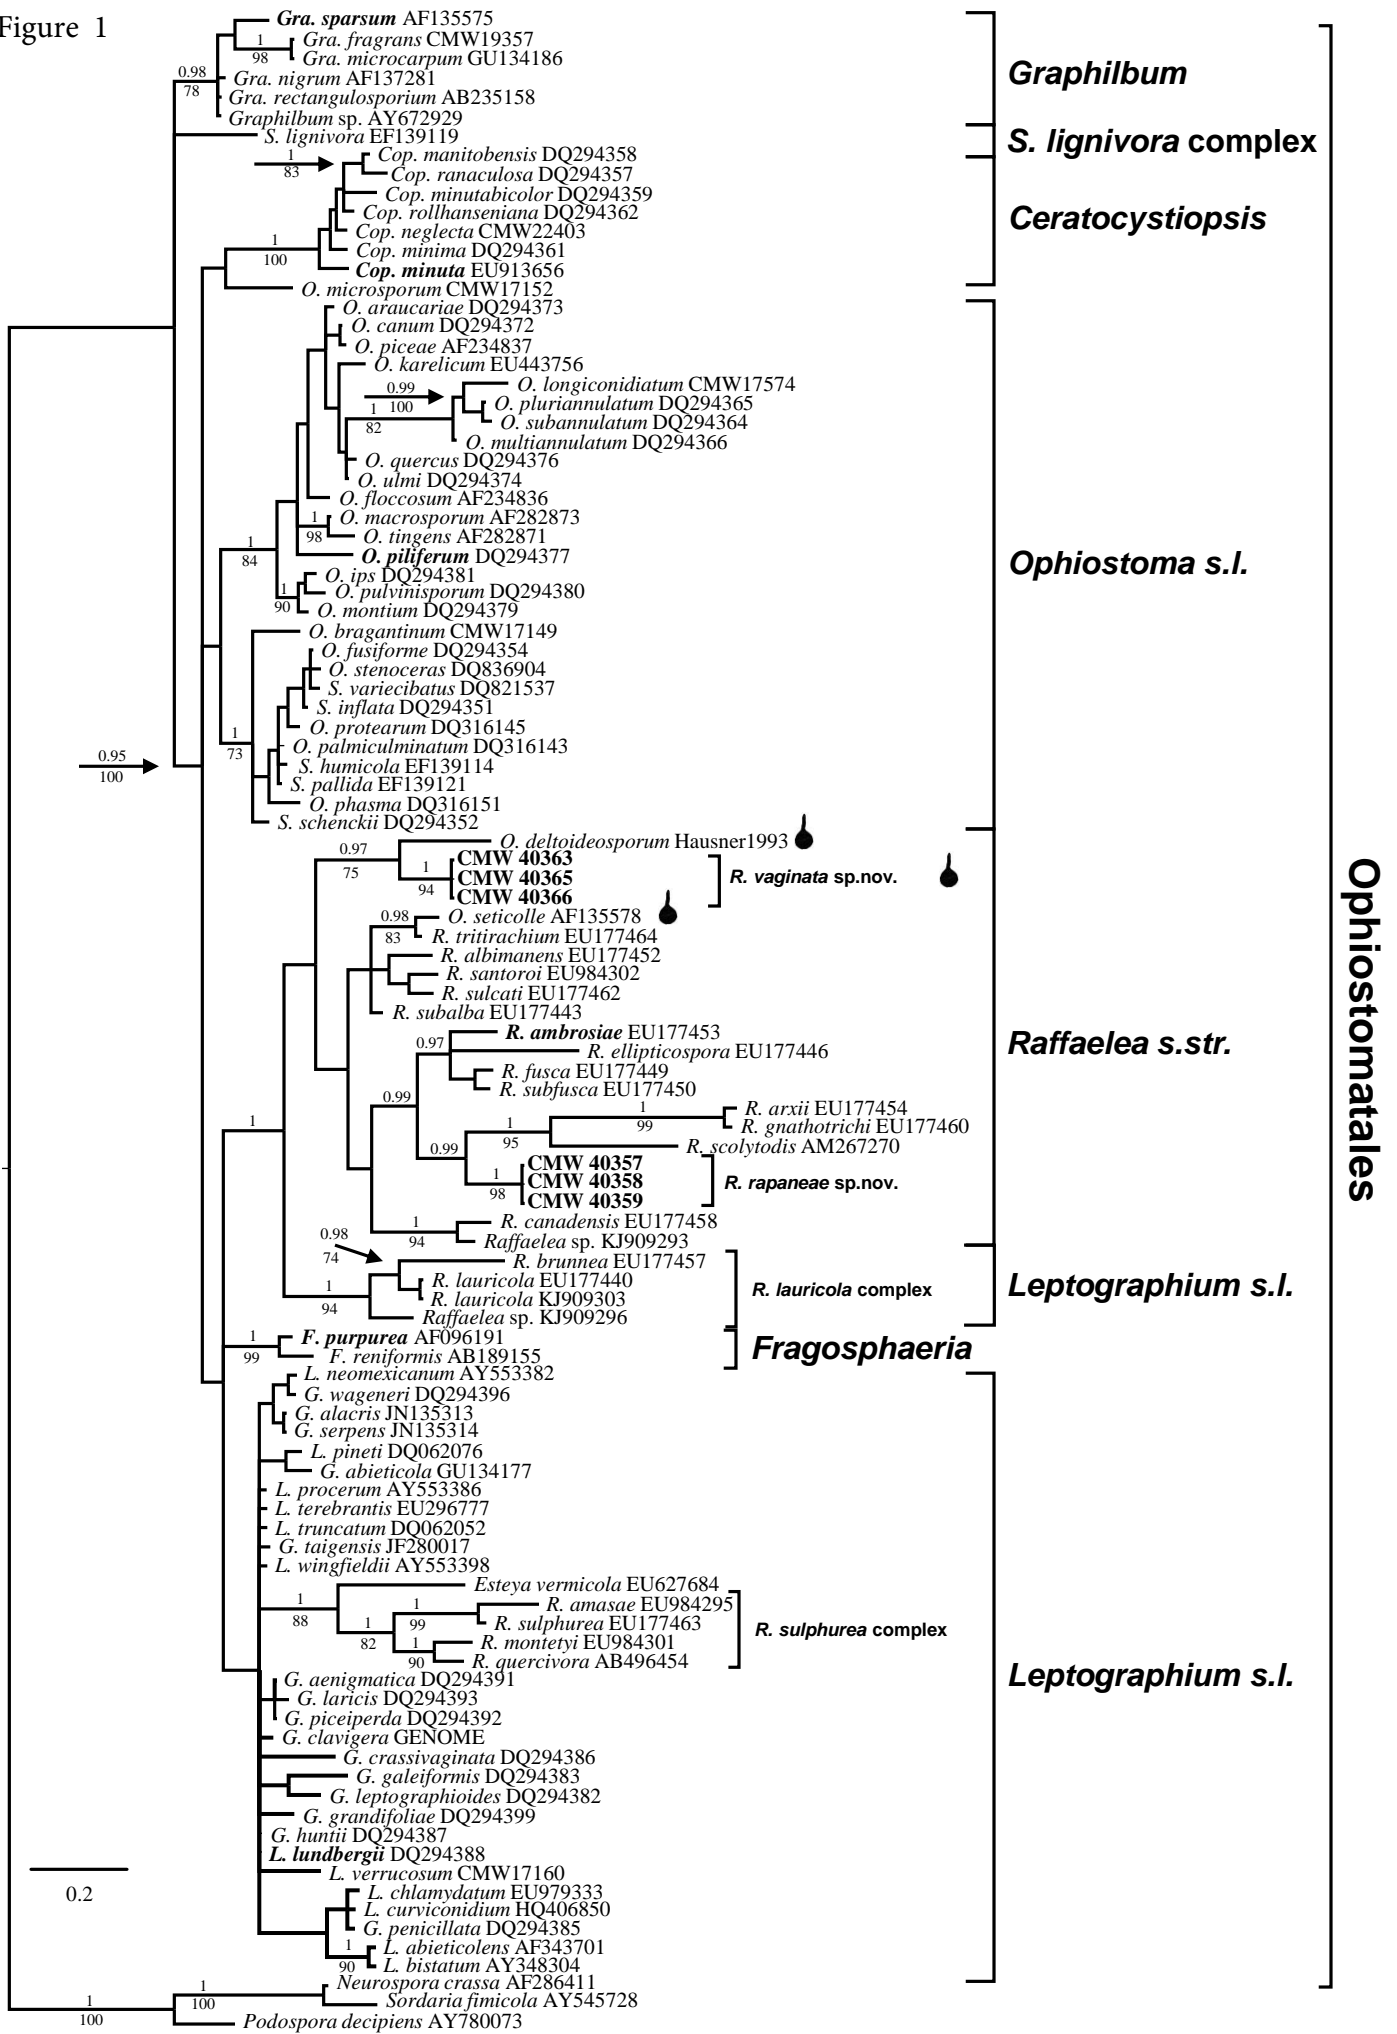 Figure 1
Gra. sparsum AF135575
1
98
Gra. fragrans CMW19357
Gra. microcarpum GU134186
0.98
78
Gra. nigrum AF137281
Gra. rectangulosporium AB235158
Graphilbum sp. AY672929
Graphilbum
S. lignivora EF139119
S. lignivora complex
1
83
Cop. manitobensis DQ294358
Cop. ranaculosa DQ294357
Cop. minutabicolor DQ294359
Cop. rollhanseniana DQ294362
Cop. neglecta CMW22403
1
100
Cop. minima DQ294361
Cop. minuta EU913656
Ceratocystiopsis
O. microsporum CMW17152
O. araucariae DQ294373
O. canum DQ294372
O. piceae AF234837
O. karelicum EU443756
0.99
100
O. longiconidiatum CMW17574
O. pluriannulatum DQ294365
1
82
O. subannulatum DQ294364
O. multiannulatum DQ294366
O. quercus DQ294376
O. ulmi DQ294374
O. floccosum AF234836
1
98
O. macrosporum AF282873
O. tingens AF282871
1
84
O. piliferum DQ294377
Ophiostoma s.l.
O. ips DQ294381
1
90
O. pulvinisporum DQ294380
O. montium DQ294379
O. bragantinum CMW17149
O. fusiforme DQ294354
O. stenoceras DQ836904
S. variecibatus DQ821537
S. inflata DQ294351
O. protearum DQ316145
1
73
O. palmiculminatum DQ316143
0.95
100
S. humicola EF139114
S. pallida EF139121
O. phasma DQ316151
S. schenckii DQ294352
O. deltoideosporum Hausner1993
0.97
75
1
94
CMW 40363
CMW 40365
CMW 40366
R. vaginata sp.nov.
0.98
83
O. seticolle AF135578
R. tritirachium EU177464
R. albimanens EU177452
R. santoroi EU984302
R. sulcati EU177462
R. subalba EU177443
R. ambrosiae EU177453
0.97
R. ellipticospora EU177446
Raffaelea s.str.
R. fusca EU177449
R. subfusca EU177450
0.99
1
99
R. arxii EU177454
R. gnathotrichi EU177460
1
1
95
0.99
R. scolytodis AM267270
1
98
CMW 40357
CMW 40358
CMW 40359
R. rapaneae sp.nov.
1
94
R. canadensis EU177458
Raffaelea sp. KJ909293
0.98
74
R. brunnea EU177457
1
94
R. lauricola EU177440
R. lauricola KJ909303
Raffaelea sp. KJ909296
R. lauricola complex
Leptographium s.l.
1
99
F. purpurea AF096191
F. reniformis AB189155
Fragosphaeria
L. neomexicanum AY553382
G. wageneri DQ294396
G. alacris JN135313
G. serpens JN135314
L. pineti DQ062076
G. abieticola GU134177
L. procerum AY553386
L. terebrantis EU296777
L. truncatum DQ062052
G. taigensis JF280017
L. wingfieldii AY553398
1
88
Esteya vermicola EU627684
1
99
R. amasae EU984295
R. sulphurea EU177463
1
82
1
90
R. montetyi EU984301
R. quercivora AB496454
R. sulphurea complex
G. aenigmatica DQ294391
Leptographium s.l.
G. laricis DQ294393
G. piceiperda DQ294392
G. clavigera GENOME
G. crassivaginata DQ294386
G. galeiformis DQ294383
G. leptographioides DQ294382
G. grandifoliae DQ294399
G. huntii DQ294387
L. lundbergii DQ294388
L. verrucosum CMW17160
L. chlamydatum EU979333
L. curviconidium HQ406850
G. penicillata DQ294385
1
90
L. abieticolens AF343701
L. bistatum AY348304
0.2
1
100
Neurospora crassa AF286411
Sordaria fimicola AY545728
1
100
Podospora decipiens AY780073
Ophiostomatales